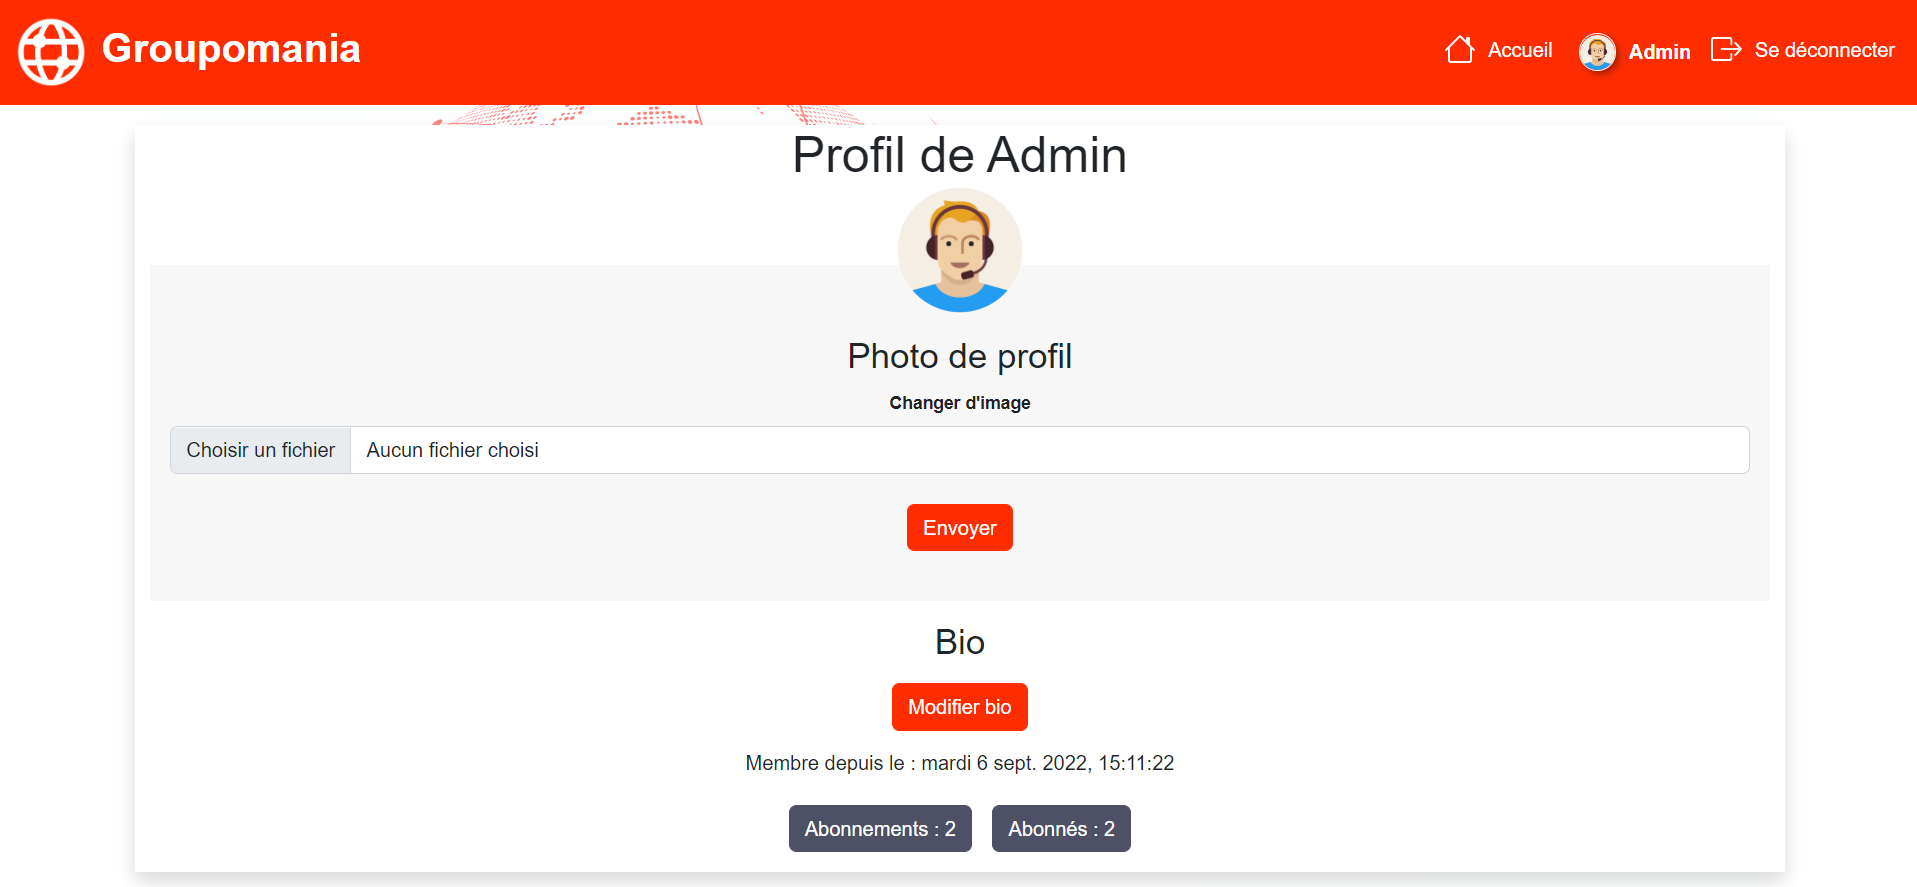 Groupomania
Accueil
Admin
Se déconnecter
Profil de Admin
Photo de profil
Changer d'image
Choisir un fichier
Aucun fichier choisi
Envoyer
Bio
Modifier bio
Membre depuis le : mardi 6 sept. 2022, 15:11:22
Abonnements : 2
Abonnés : 2